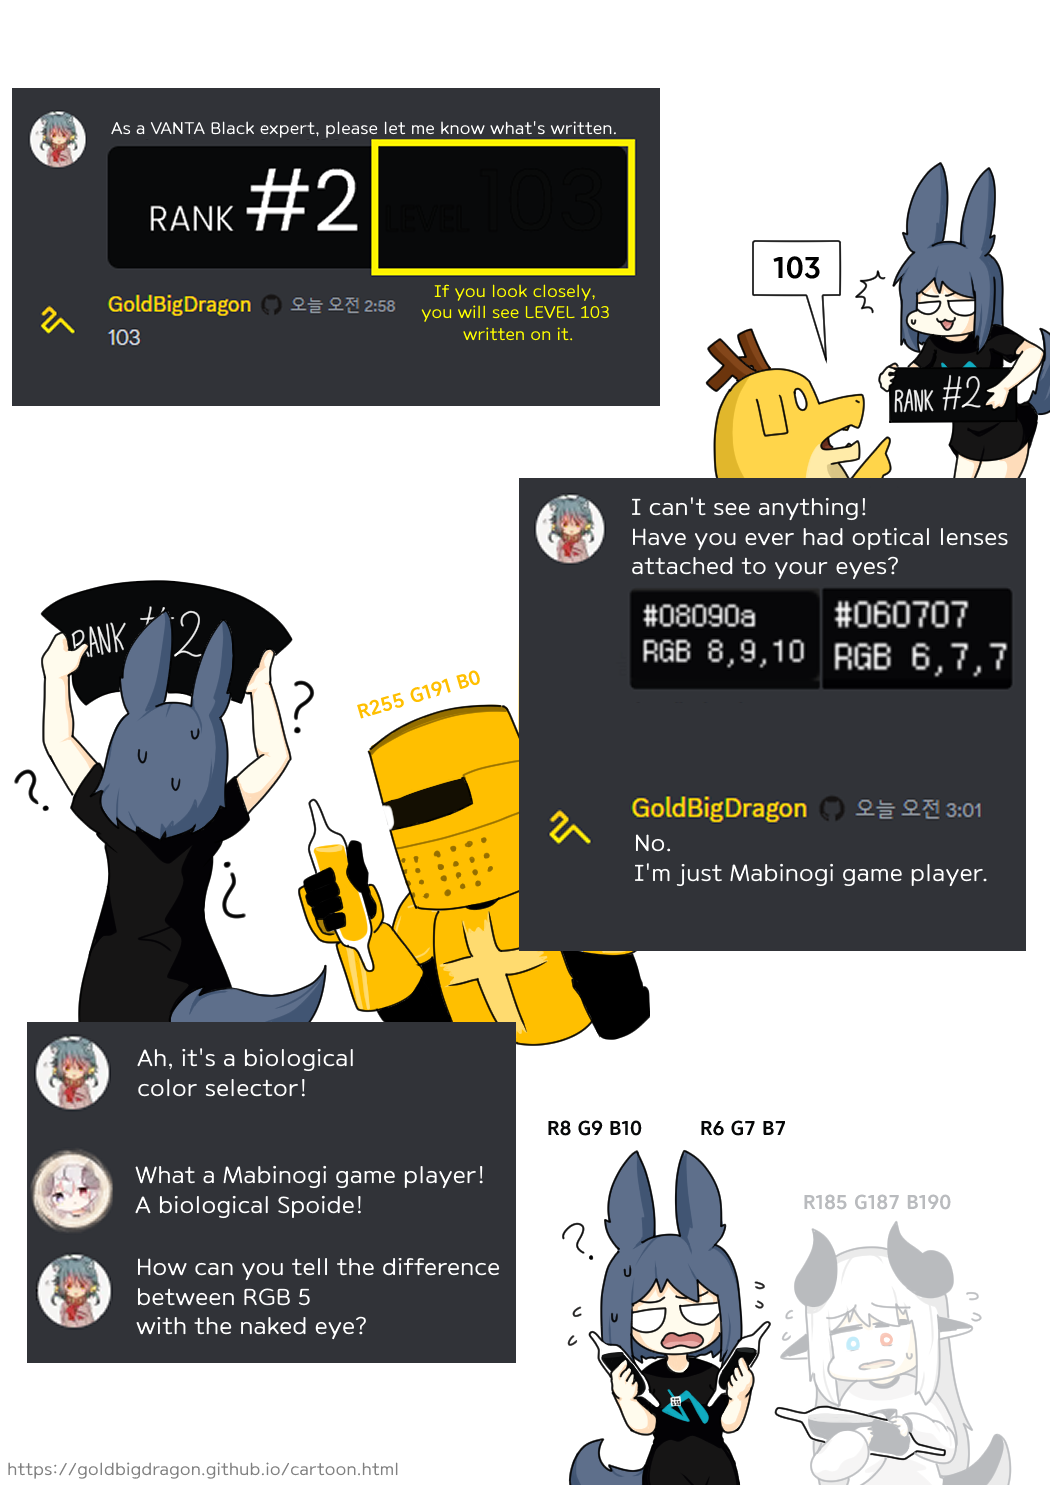 As a VANTA Black expert, please let me know what's written.
RANK #2 LEVEL 103
GoldBigDragon 오늘 오전 2:58
103
If you look closely,
you will see LEVEL 103
written on it.
103
RANK #2
I can't see anything!
Have you ever had optical lenses
attached to your eyes?
#08090a
RGB 8,9,10
#060707
RGB 6,7,7
GoldBigDragon 오늘 오전 3:01
No.
I'm just Mabinogi game player.
RANK #2
?
?
?
R255 G191 B0
Ah, it's a biological
color selector!
What a Mabinogi game player!
A biological Spoide!
How can you tell the difference
between RGB 5
with the naked eye?
R8 G9 B10
R6 G7 B7
R185 G187 B190
?
https://goldbigdragon.github.io/cartoon.html